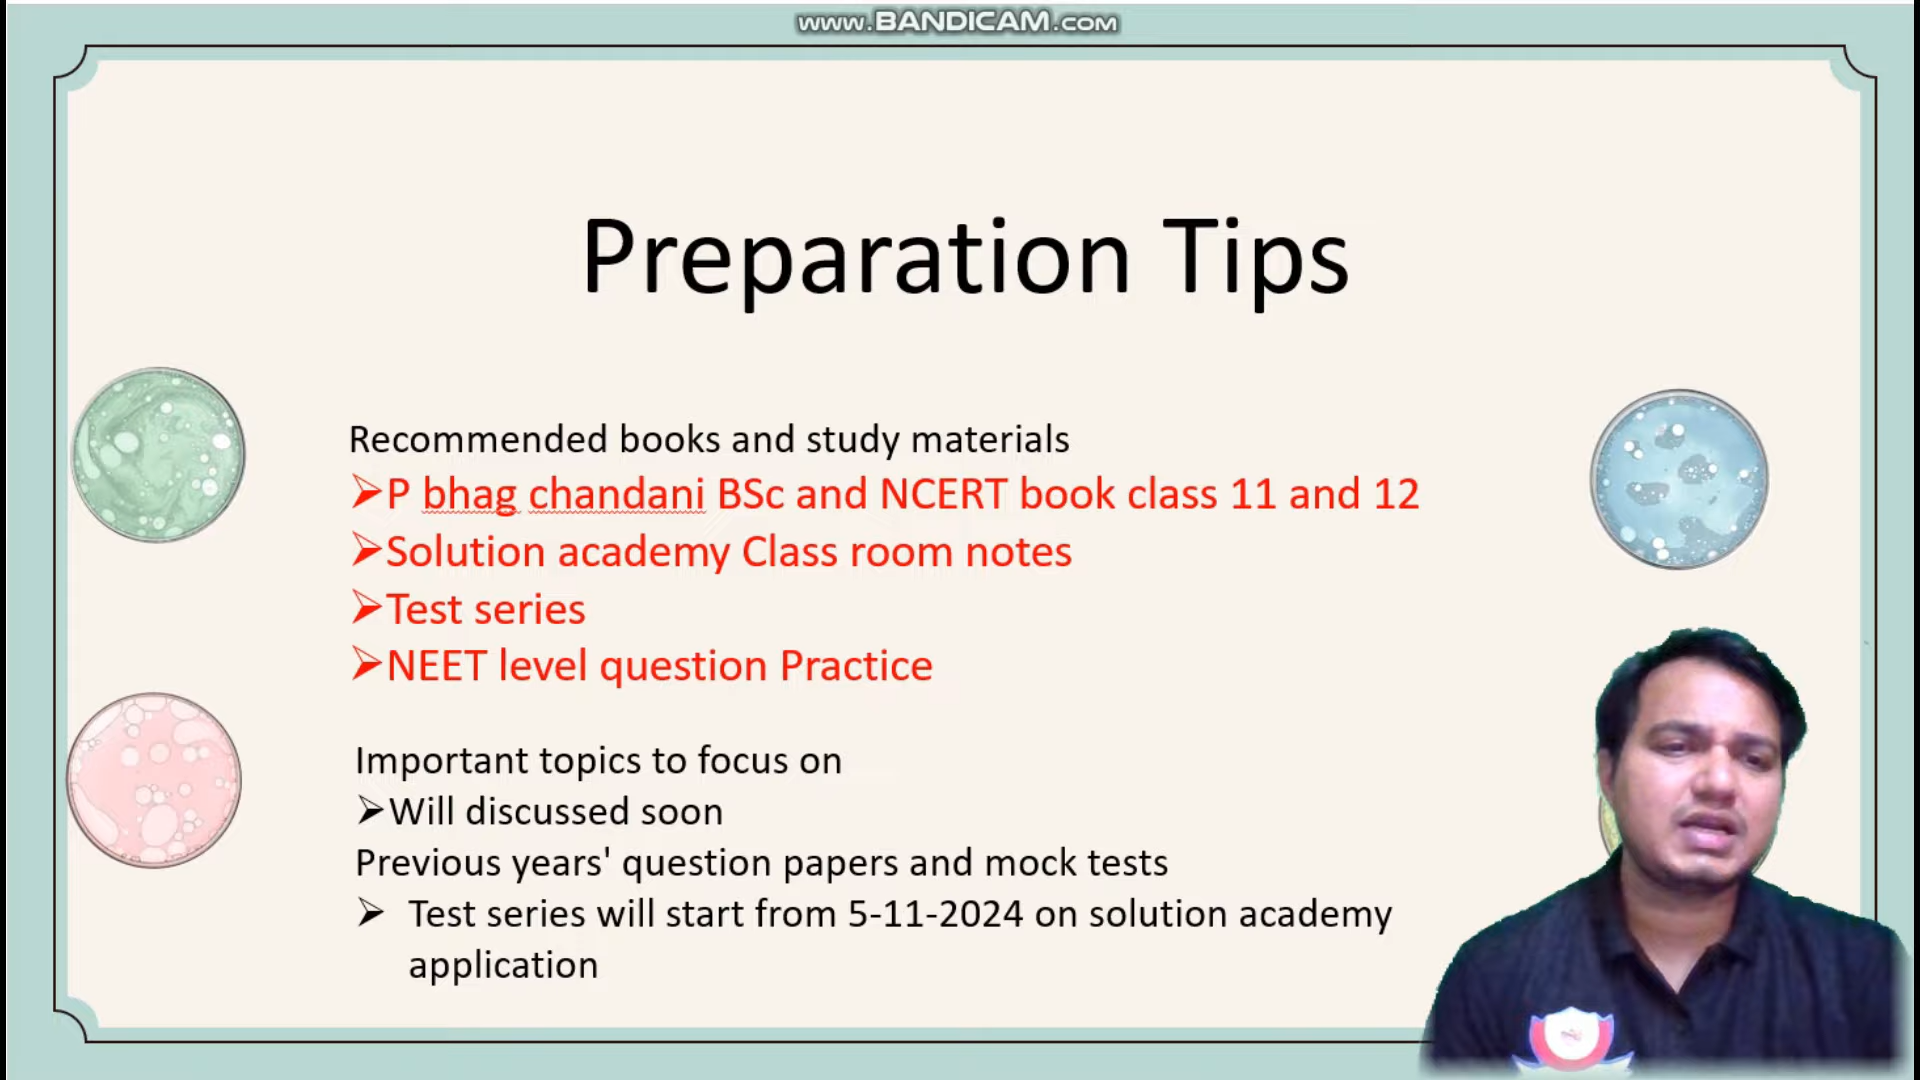 www.BANDICAM.com
Preparation Tips
Recommended books and study materials
➢P bhag chandani BSc and NCERT book class 11 and 12
➢Solution academy Class room notes
➢Test series
➢NEET level question Practice
Important topics to focus on
➢Will discussed soon
Previous years' question papers and mock tests
➢ Test series will start from 5-11-2024 on solution academy
application